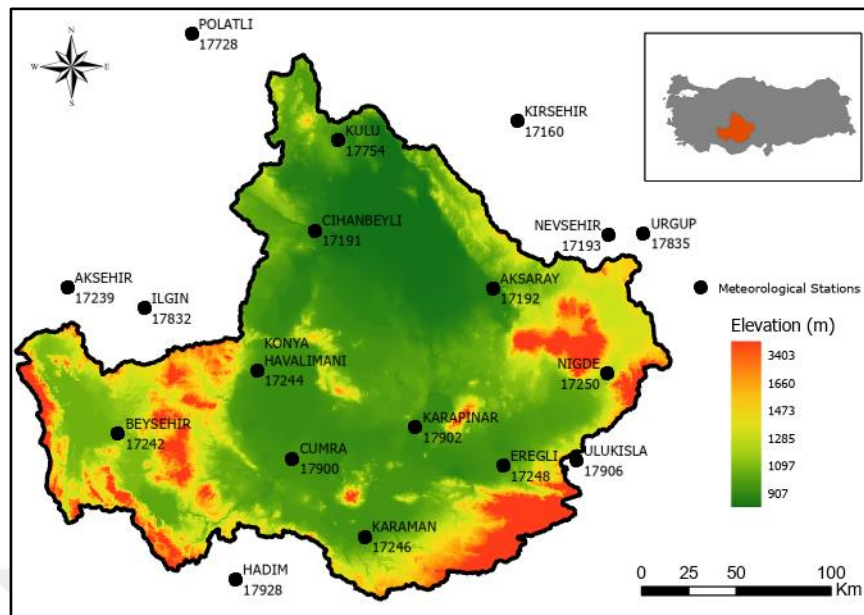 POLATLI
17728
N
W
E
S
KIRSEHIR
17160
KULU
17754
CIHANBEYLI
17191
NEVSEHIR
17193
URGUP
17835
AKSEHIR
17239
ILGIN
17832
AKSARAY
17192
Meteorological Stations
Elevation (m)
3403
1660
1473
1285
1097
907
KONYA
HAVALIMANI
17244
NIGDE
17250
BEYSEHIR
17242
KARAPINAR
17902
CUMRA
17900
EREGLI
17248
ULUKISLA
17906
KARAMAN
17246
HADIM
17928
0 25 50 100
Km